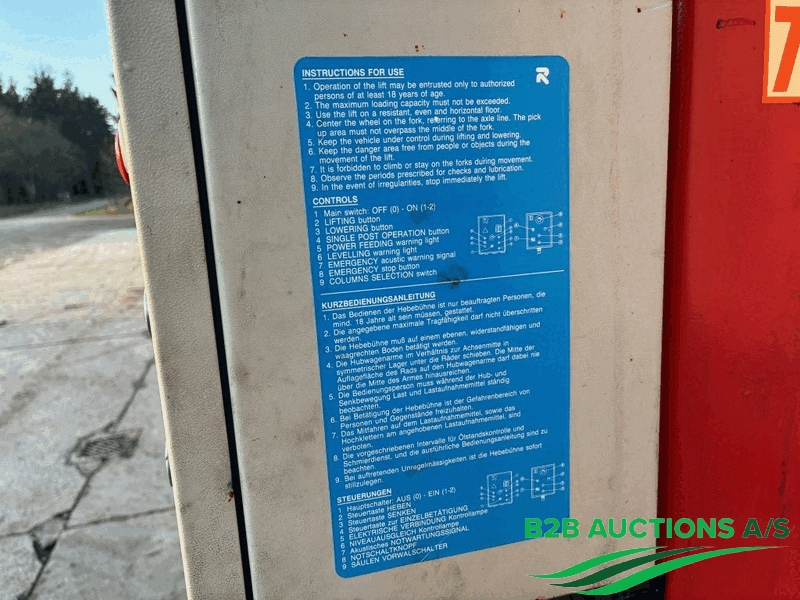 INSTRUCTIONS FOR USE
R
1. Operation of the lift may be entrusted only to authorized
persons of at least 18 years of age.
2. The maximum loading capacity must not be exceeded.
3. Use the lift on a resistant, even and horizontal floor.
4. Center the wheel on the fork, referring to the axle line. The pick
up area must not overpass the middle of the fork.
5. Keep the vehicle under control during lifting and lowering.
6. Keep the danger area free from people or objects during the
movement of the lift.
7. It is forbidden to climb or stay on the forks during movement.
8. Observe the periods prescribed for checks and lubrication.
9. In the event of irregularities, stop immediately the lift.
CONTROLS
1 Main switch: OFF (0) - ON (1-2)
2 LIFTING button
3 LOWERING button
4 SINGLE POST OPERATION button
5 POWER FEEDING warning light
6 LEVELLING warning light
7 EMERGENCY acustic warning signal
8 EMERGENCY stop button
9 COLUMNS SELECTION switch
KURZBEDIENUNGSANLEITUNG
1. Das Bedienen der Hebebühne ist nur beauftragten Personen, die
mind. 18 Jahre alt sein müssen, gestattet.
2. Die angegebene maximale Tragfähigkeit darf nicht überschritten
werden.
3. Die Hebebühne muß auf einem ebenen, widerstandfähigen und
waagrechten Boden betätigt werden.
4. Die Hubwagenarme im Verhältnis zur Achsenmitte in
symmetrischer Lager unter die Räder schieben. Die Mitte der
Auflagefläche des Rads auf den Hubwagenarme darf dabei nie
über die Mitte des Armes hinausreichen.
5. Die Bedienungsperson muss während der Hub- und
Senkbewegung Last und Lastaufnahmemittel ständig
beobachten.
6. Bei Betätigung der Hebebühne ist der Gefahrenbereich von
Personen und Gegenstände freizuhalten.
7. Das Mitfahren auf dem Lastaufnahmemittel, sowie das
Hochklettern am angehobenen Lastaufnahmemittel, sind
verboten.
8. Die vorgeschriebenen Intervalle für Ölstandskontrolle und
Schmierdienst, und die ausführliche Bedienungsanleitung sind zu
beachten.
9. Bei auftretenden Unregelmässigkeiten ist die Hebebühne sofort
stillzulegen.
STEUERUNGEN
1 Hauptschalter: AUS (0) - EIN (1-2)
2 Steuertaste HEBEN
3 Steuertaste SENKEN
4 Steuertaste zur EINZELBETÄTIGUNG
5 ELEKTRISCHE VERBINDUNG Kontrollampe
6 NIVEAUAUSGLEICH Kontrollampe
7 Akustisches NOTWARTUNGSSIGNAL
8 NOTSCHALTKNOPF
9 SÄULEN VORWALSCHALTER
7
B2B AUCTIONS A/S